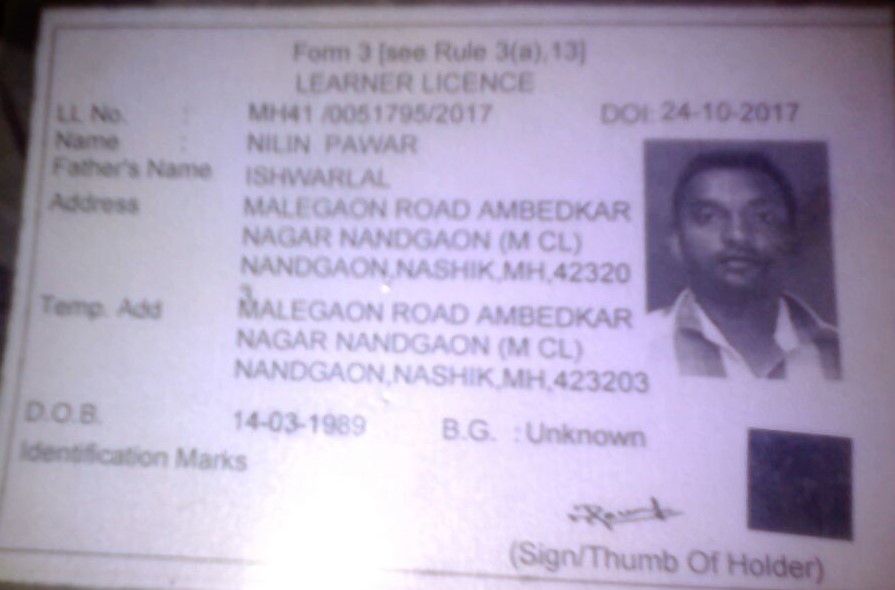 Form 3 [see Rule 3(a),13]
LEARNER LICENCE
LL No. : MH41 /0051795/2017 DOI: 24-10-2017
Name : NILIN PAWAR
Father's Name ISHWARLAL
Address MALEGAON ROAD AMBEDKAR
NAGAR NANDGAON (M CL)
NANDGAON,NASHIK,MH,42320
3
Temp. Add MALEGAON ROAD AMBEDKAR
NAGAR NANDGAON (M CL)
NANDGAON,NASHIK,MH,423203
D.O.B. 14-03-1989 B.G. : Unknown
Identification Marks
(Sign/Thumb Of Holder)